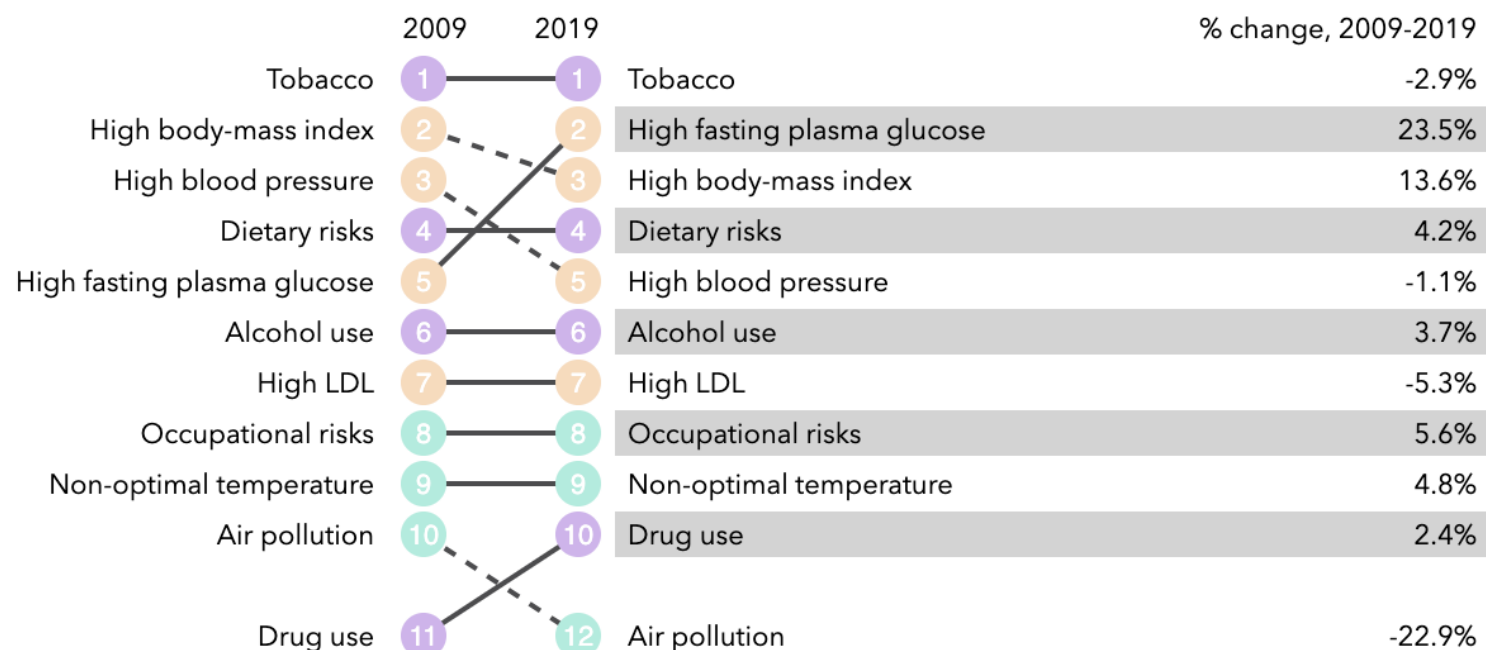 2009 2019 % change, 2009-2019
Tobacco 1 1 Tobacco -2.9%
High body-mass index 2 2 High fasting plasma glucose 23.5%
High blood pressure 3 3 High body-mass index 13.6%
Dietary risks 4 4 Dietary risks 4.2%
High fasting plasma glucose 5 5 High blood pressure -1.1%
Alcohol use 6 6 Alcohol use 3.7%
High LDL 7 7 High LDL -5.3%
Occupational risks 8 8 Occupational risks 5.6%
Non-optimal temperature 9 9 Non-optimal temperature 4.8%
Air pollution 10 10 Drug use 2.4%
Drug use 11 12 Air pollution -22.9%